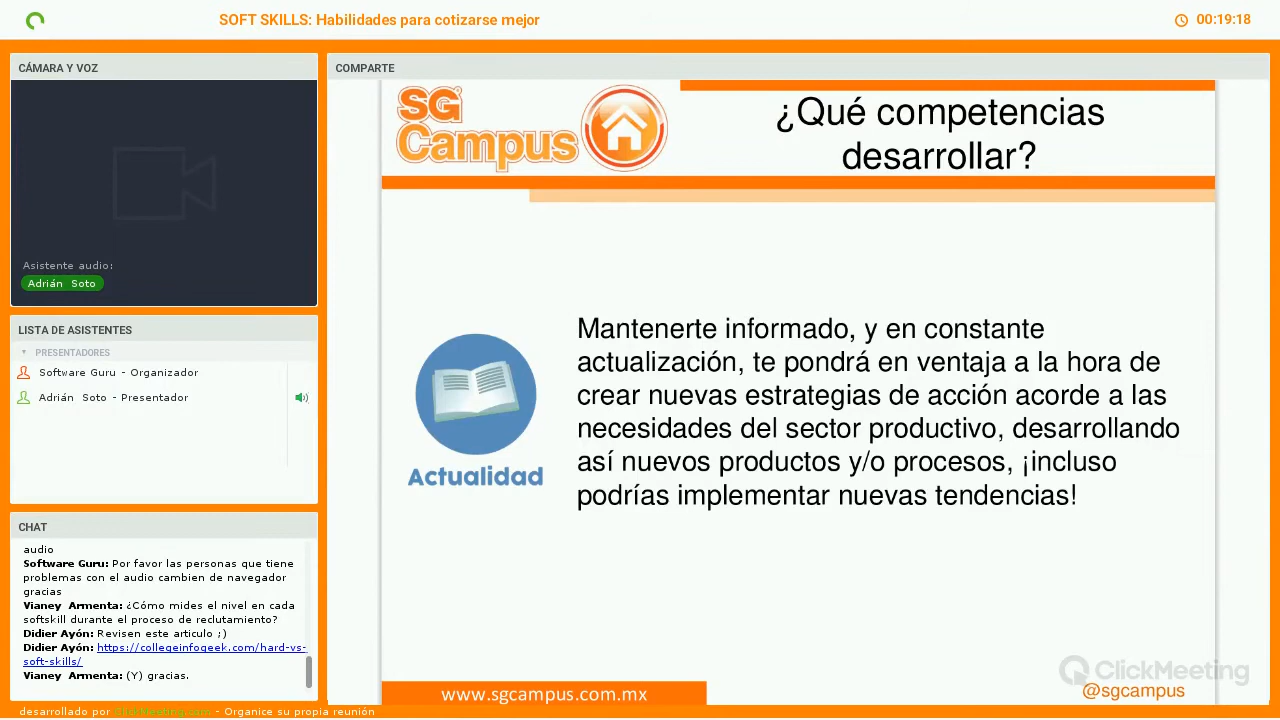 SOFT SKILLS: Habilidades para cotizarse mejor
00:19:18
CÁMARA Y VOZ
Asistente audio:
Adrián Soto
LISTA DE ASISTENTES
PRESENTADORES
Software Guru - Organizador
Adrián Soto - Presentador
CHAT
audio
Software Guru: Por favor las personas que tiene
problemas con el audio cambien de navegador
gracias
Vianey Armenta: ¿Cómo mides el nivel en cada
softskill durante el proceso de reclutamiento?
Didier Ayón: Revisen este articulo ;)
Didier Ayón: https://collegeinfogeek.com/hard-vs-
soft-skills/
Vianey Armenta: (Y) gracias.
desarrollado por ClickMeeting.com - Organice su propia reunión
COMPARTE
SG
Campus
¿Qué competencias
desarrollar?
Mantenerte informado, y en constante
actualización, te pondrá en ventaja a la hora de
crear nuevas estrategias de acción acorde a las
necesidades del sector productivo, desarrollando
así nuevos productos y/o procesos, ¡incluso
podrías implementar nuevas tendencias!
Actualidad
www.sgcampus.com.mx
ClickMeeting
@sgcampus